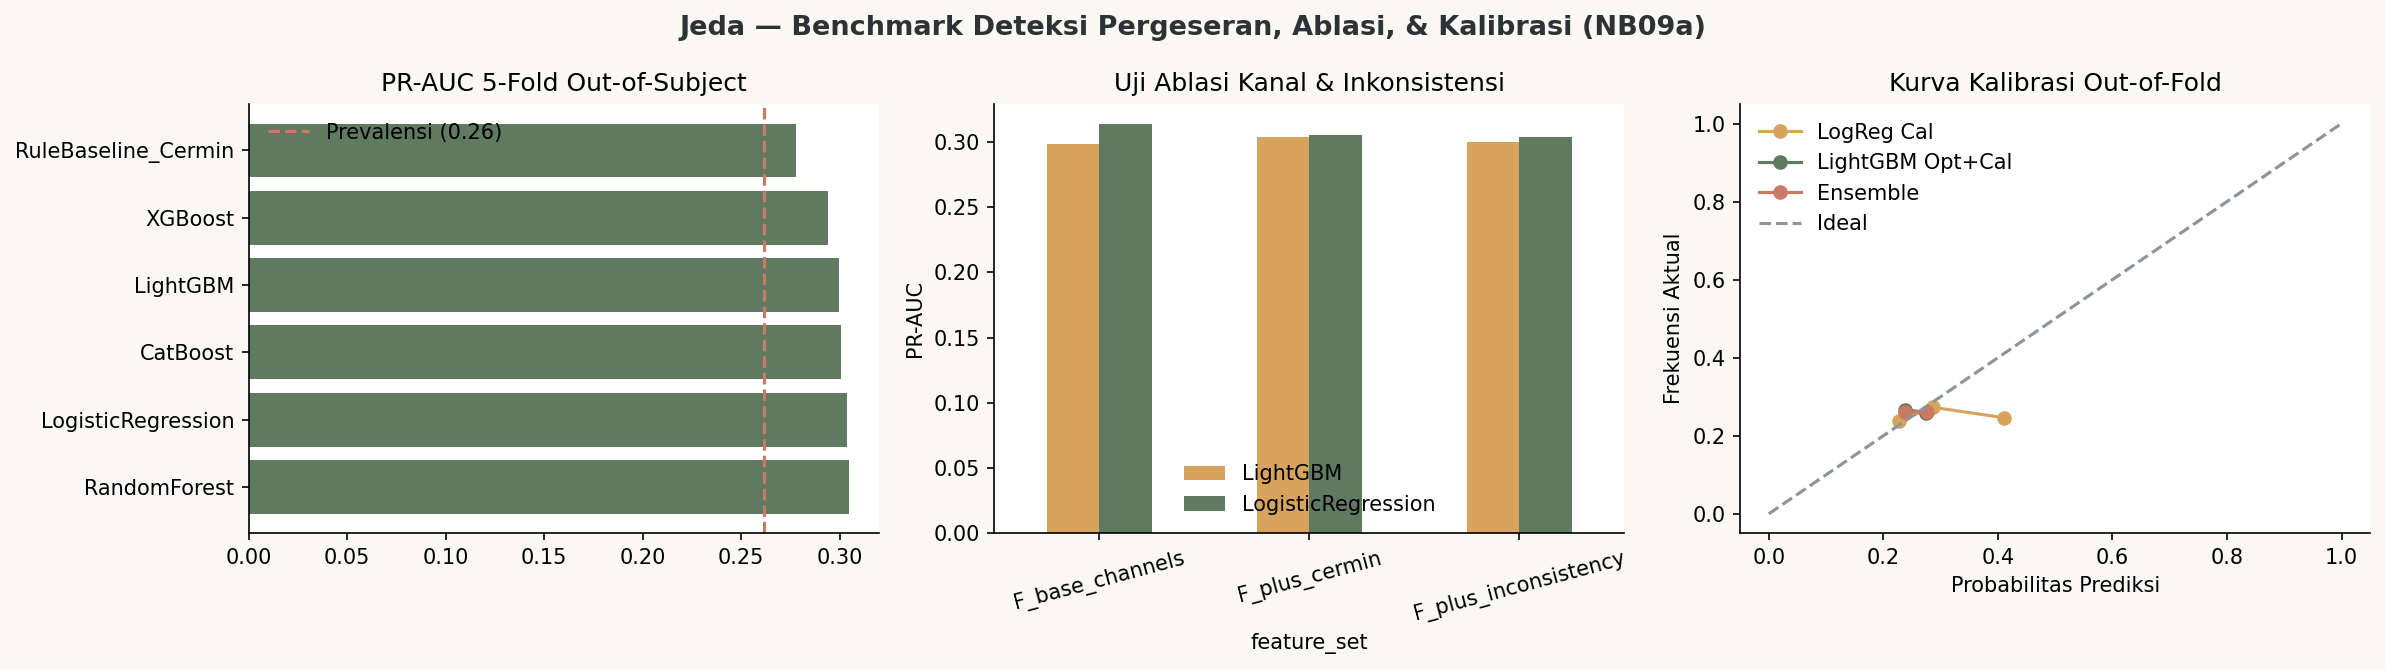 Jeda — Benchmark Deteksi Pergeseran, Ablasi, & Kalibrasi (NB09a)
PR-AUC 5-Fold Out-of-Subject
Prevalensi (0.26)
RuleBaseline_Cermin
XGBoost
LightGBM
CatBoost
LogisticRegression
RandomForest
0.00 0.05 0.10 0.15 0.20 0.25 0.30
Uji Ablasi Kanal & Inkonsistensi
PR-AUC
0.30
0.25
0.20
0.15
0.10
0.05
0.00
LightGBM
LogisticRegression
F_base_channels F_plus_cermin F_plus_inconsistency
feature_set
Kurva Kalibrasi Out-of-Fold
Frekuensi Aktual
1.0
0.8
0.6
0.4
0.2
0.0
LogReg Cal
LightGBM Opt+Cal
Ensemble
Ideal
0.0 0.2 0.4 0.6 0.8 1.0
Probabilitas Prediksi